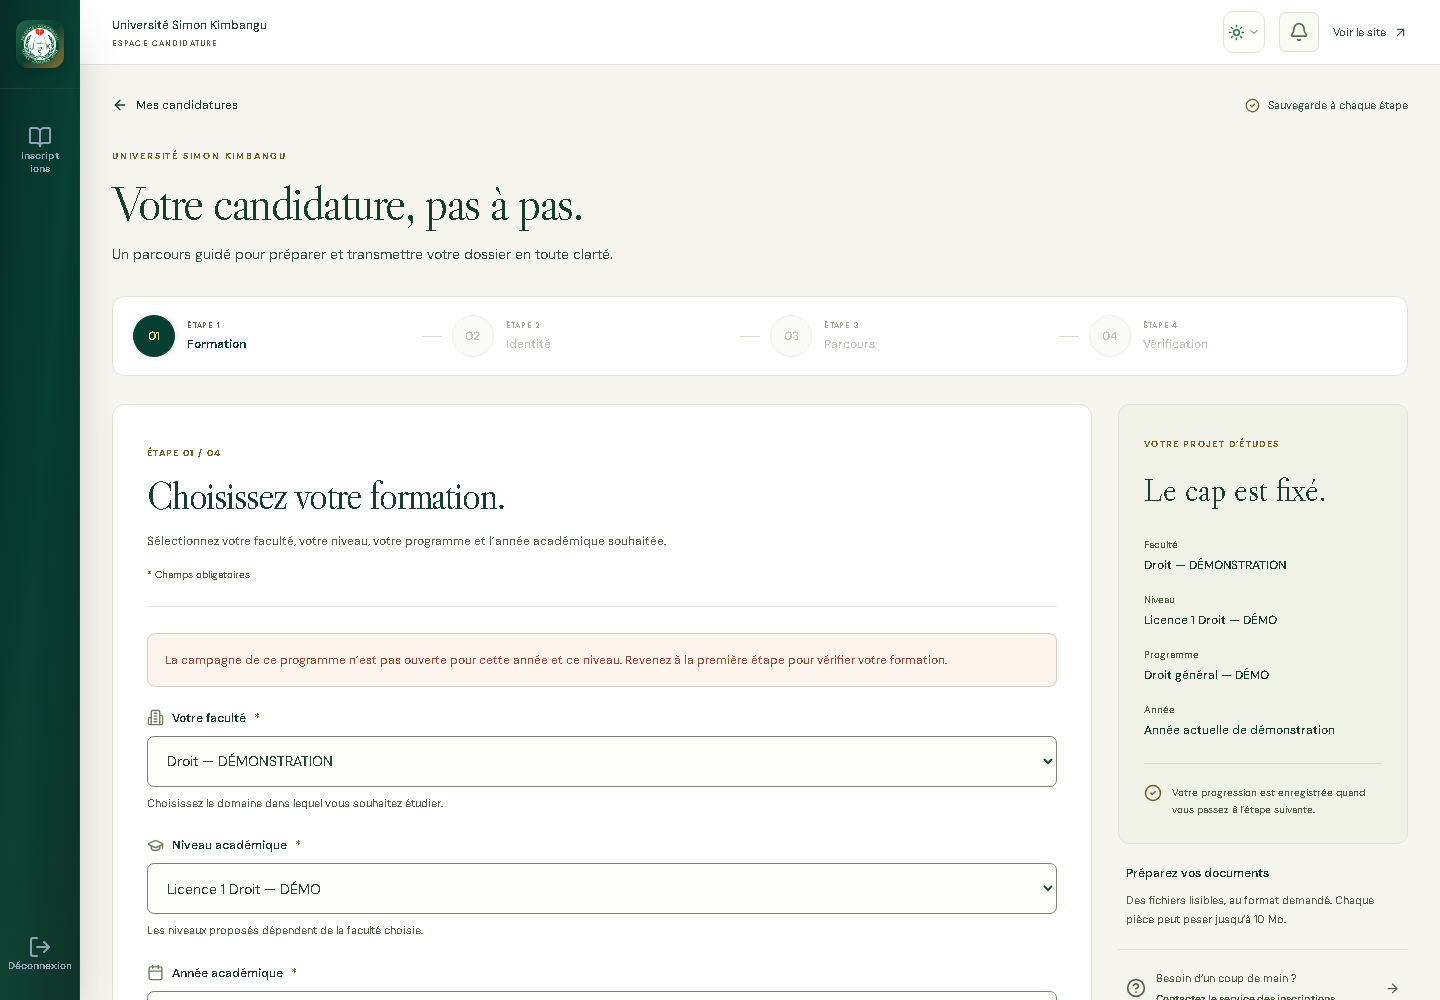 Université Simon Kimbangu
ESPACE CANDIDATURE
Voir le site
Inscript
ions
Déconnexion
Mes candidatures
Sauvegarde à chaque étape
UNIVERSITÉ SIMON KIMBANGU
Votre candidature, pas à pas.
Un parcours guidé pour préparer et transmettre votre dossier en toute clarté.
01
ÉTAPE 1
Formation
02
ÉTAPE 2
Identité
03
ÉTAPE 3
Parcours
04
ÉTAPE 4
Vérification
ÉTAPE 01 / 04
Choisissez votre formation.
Sélectionnez votre faculté, votre niveau, votre programme et l’année académique souhaitée.
* Champs obligatoires
La campagne de ce programme n’est pas ouverte pour cette année et ce niveau. Revenez à la première étape pour vérifier votre formation.
Votre faculté *
Droit — DÉMONSTRATION
Choisissez le domaine dans lequel vous souhaitez étudier.
Niveau académique *
Licence 1 Droit — DÉMO
Les niveaux proposés dépendent de la faculté choisie.
Année académique *
VOTRE PROJET D’ÉTUDES
Le cap est fixé.
Faculté
Droit — DÉMONSTRATION
Niveau
Licence 1 Droit — DÉMO
Programme
Droit général — DÉMO
Année
Année actuelle de démonstration
Votre progression est enregistrée quand
vous passez à l’étape suivante.
Préparez vos documents
Des fichiers lisibles, au format demandé. Chaque
pièce peut peser jusqu’à 10 Mo.
Besoin d’un coup de main ?
Contactez le service des inscriptions